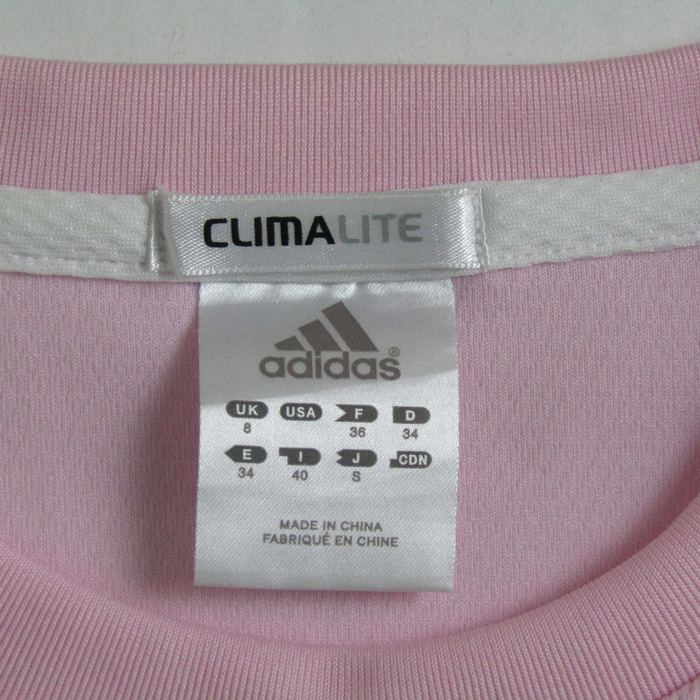 CLIMALITE
adidas®
UK USA F D
8 36 34
E I J CDN
34 40 S
MADE IN CHINA
FABRIQUÉ EN CHINE